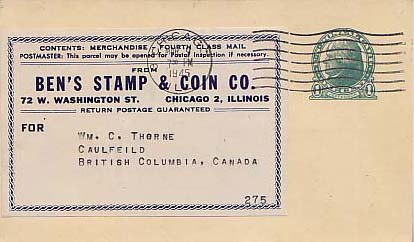 CHICAGO
1945
CONTENTS: MERCHANDISE - FOURTH CLASS MAIL
POSTMASTER: This parcel may be opened for Postal Inspection if necessary.
FROM
BEN'S STAMP & COIN CO.
72 W. WASHINGTON ST. CHICAGO 2, ILLINOIS
RETURN POSTAGE GUARANTEED
FOR
WM. C. THORNE
CAULFEILD
BRITISH COLUMBIA, CANADA
275